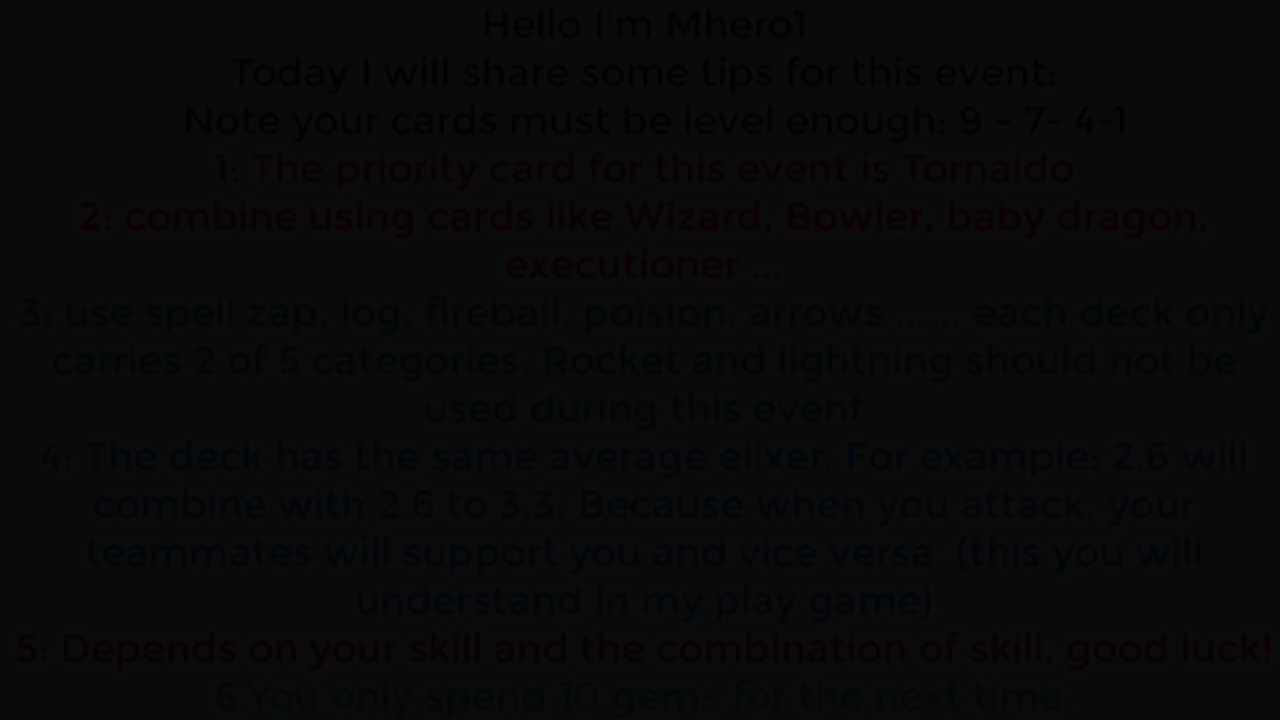 Hello I'm Mhero1
Today I will share some tips for this event:
Note your cards must be level enough: 9 - 7- 4-1
1: The priority card for this event is Tornaldo
2: combine using cards like Wizard, Bowler, baby dragon,
executioner ...
3: use spell zap, log, fireball, poision, arrows ...... each deck only
carries 2 of 5 categories. Rocket and lightning should not be
used during this event
4: The deck has the same average elixer. For example: 2.6 will
combine with 2.6 to 3.3. Because when you attack, your
teammates will support you and vice versa. (this you will
understand in my play game)
5: Depends on your skill and the combination of skill, good luck!
6.You only spend 10 gems for the next time.